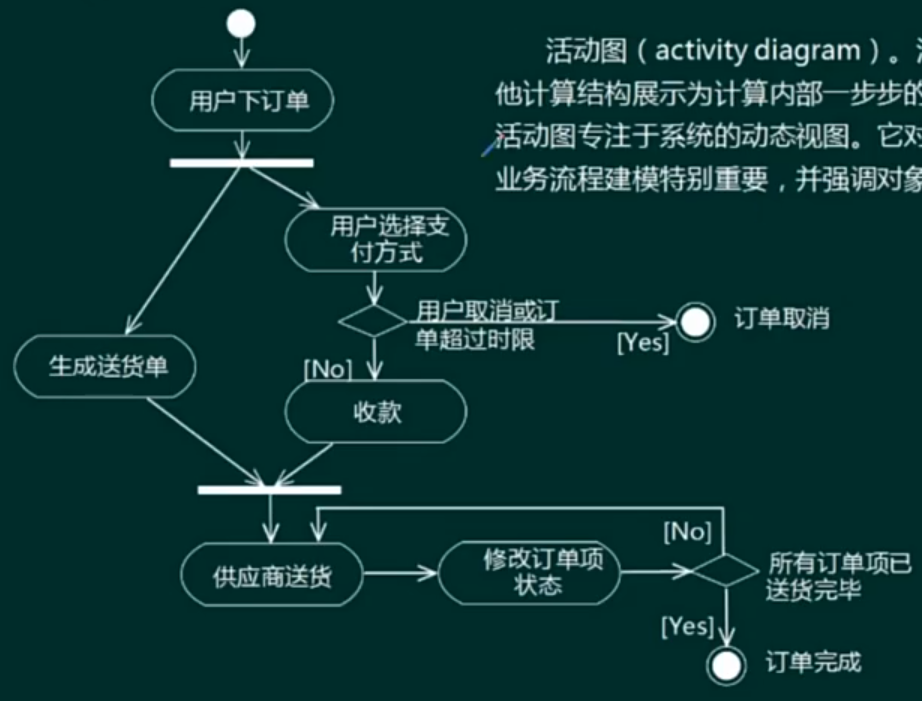 活动图（activity diagram）。
他计算结构展示为计算内部一步步的
活动图专注于系统的动态视图。它对
业务流程建模特别重要，并强调对象
用户下订单
用户选择支
付方式
用户取消或订
单超过时限
[Yes]
订单取消
生成送货单
[No]
收款
供应商送货
修改订单项
状态
[No]
所有订单项已
送货完毕
[Yes]
订单完成